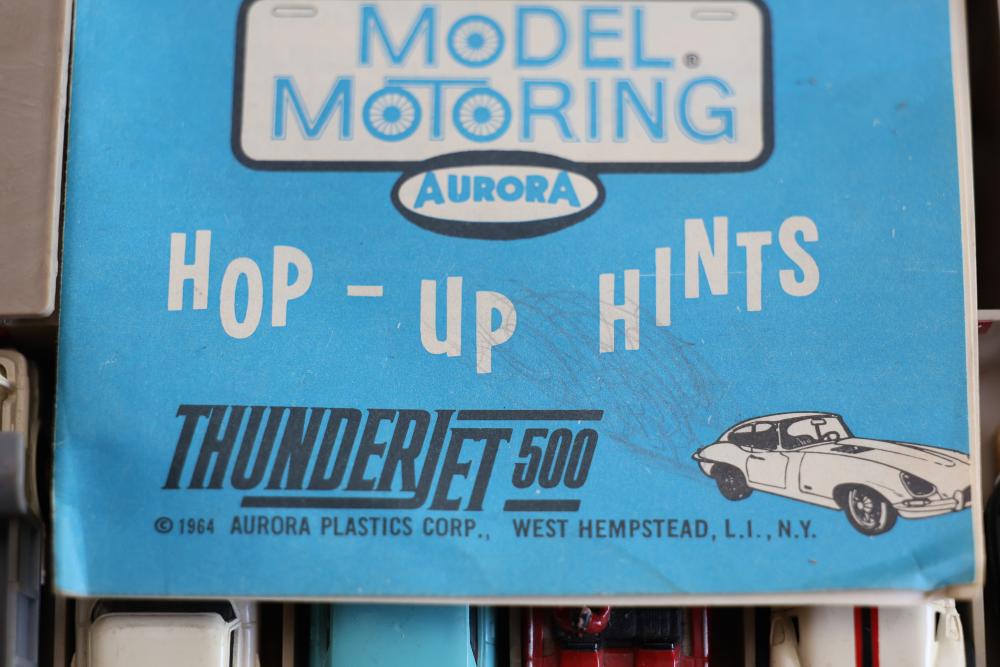 MODEL®
MOTORING
AURORA
HOP-UP HINTS
THUNDERJET 500
© 1964 AURORA PLASTICS CORP., WEST HEMPSTEAD, L.I., N.Y.